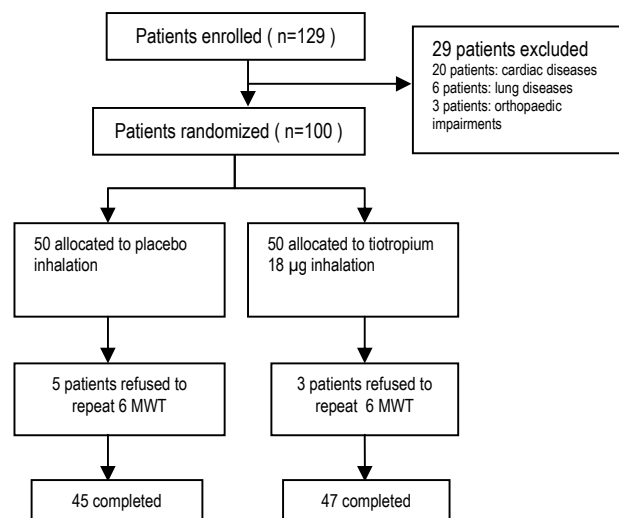 Patients enrolled ( n=129 )
29 patients excluded
20 patients: cardiac diseases
6 patients: lung diseases
3 patients: orthopaedic
impairments
Patients randomized ( n=100 )
50 allocated to placebo
inhalation
50 allocated to tiotropium
18 µg inhalation
5 patients refused to
repeat 6 MWT
3 patients refused to
repeat 6 MWT
45 completed
47 completed